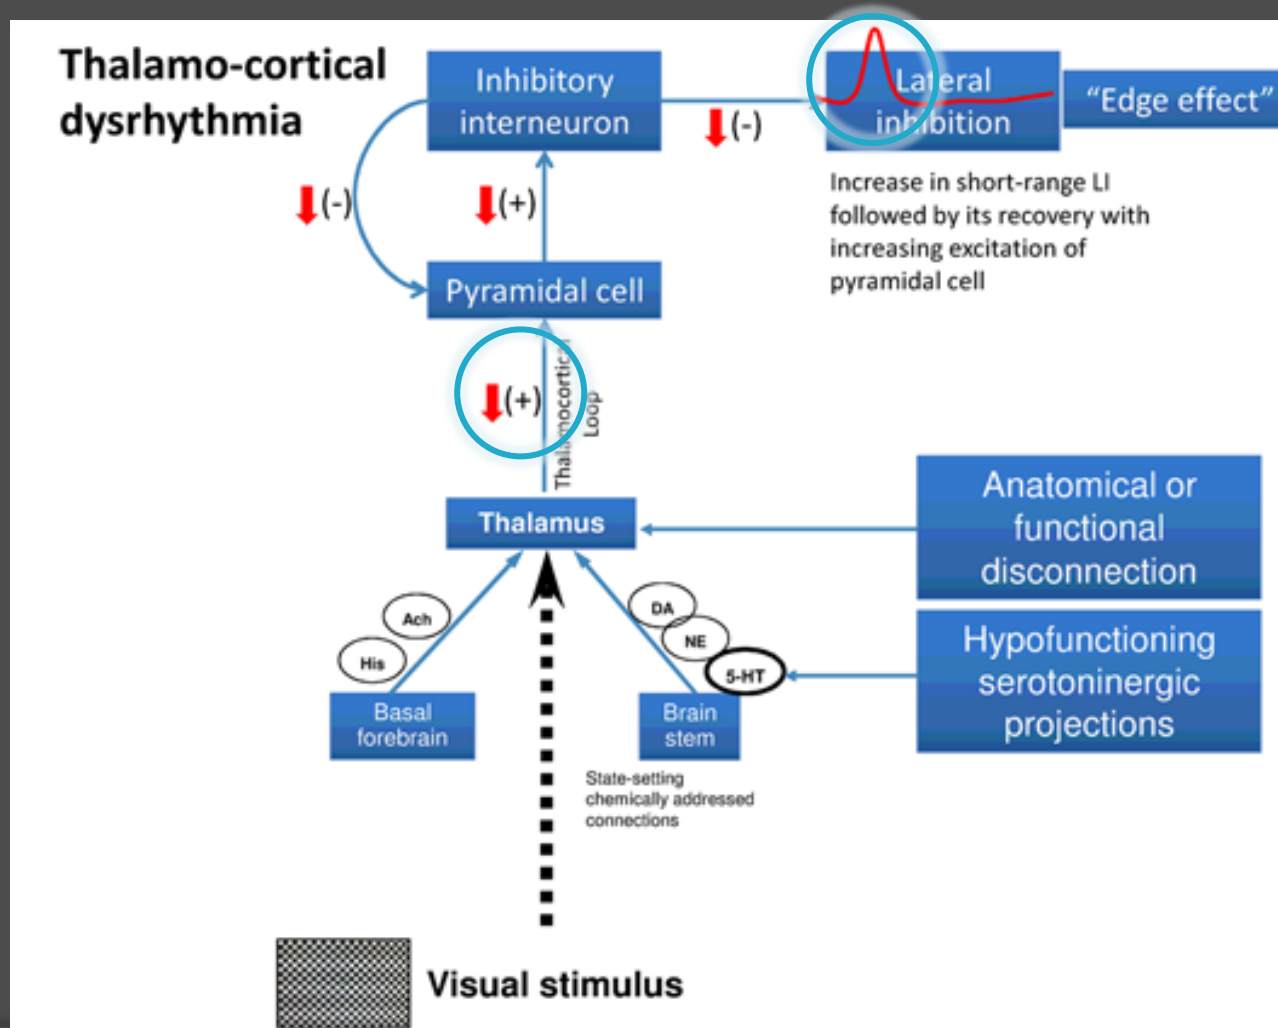 Thalamo-cortical
dysrhythmia
Inhibitory
interneuron
Lateral
inhibition
“Edge effect”
(-)
(-)
(+)
Increase in short-range LI
followed by its recovery with
increasing excitation of
pyramidal cell
Pyramidal cell
(+)
Thalamocortical
Loop
Thalamus
Anatomical or
functional
disconnection
Ach
His
DA
NE
5-HT
Hypofunctioning
serotoninergic
projections
Basal
forebrain
Brain
stem
State-setting
chemically addressed
connections
Visual stimulus